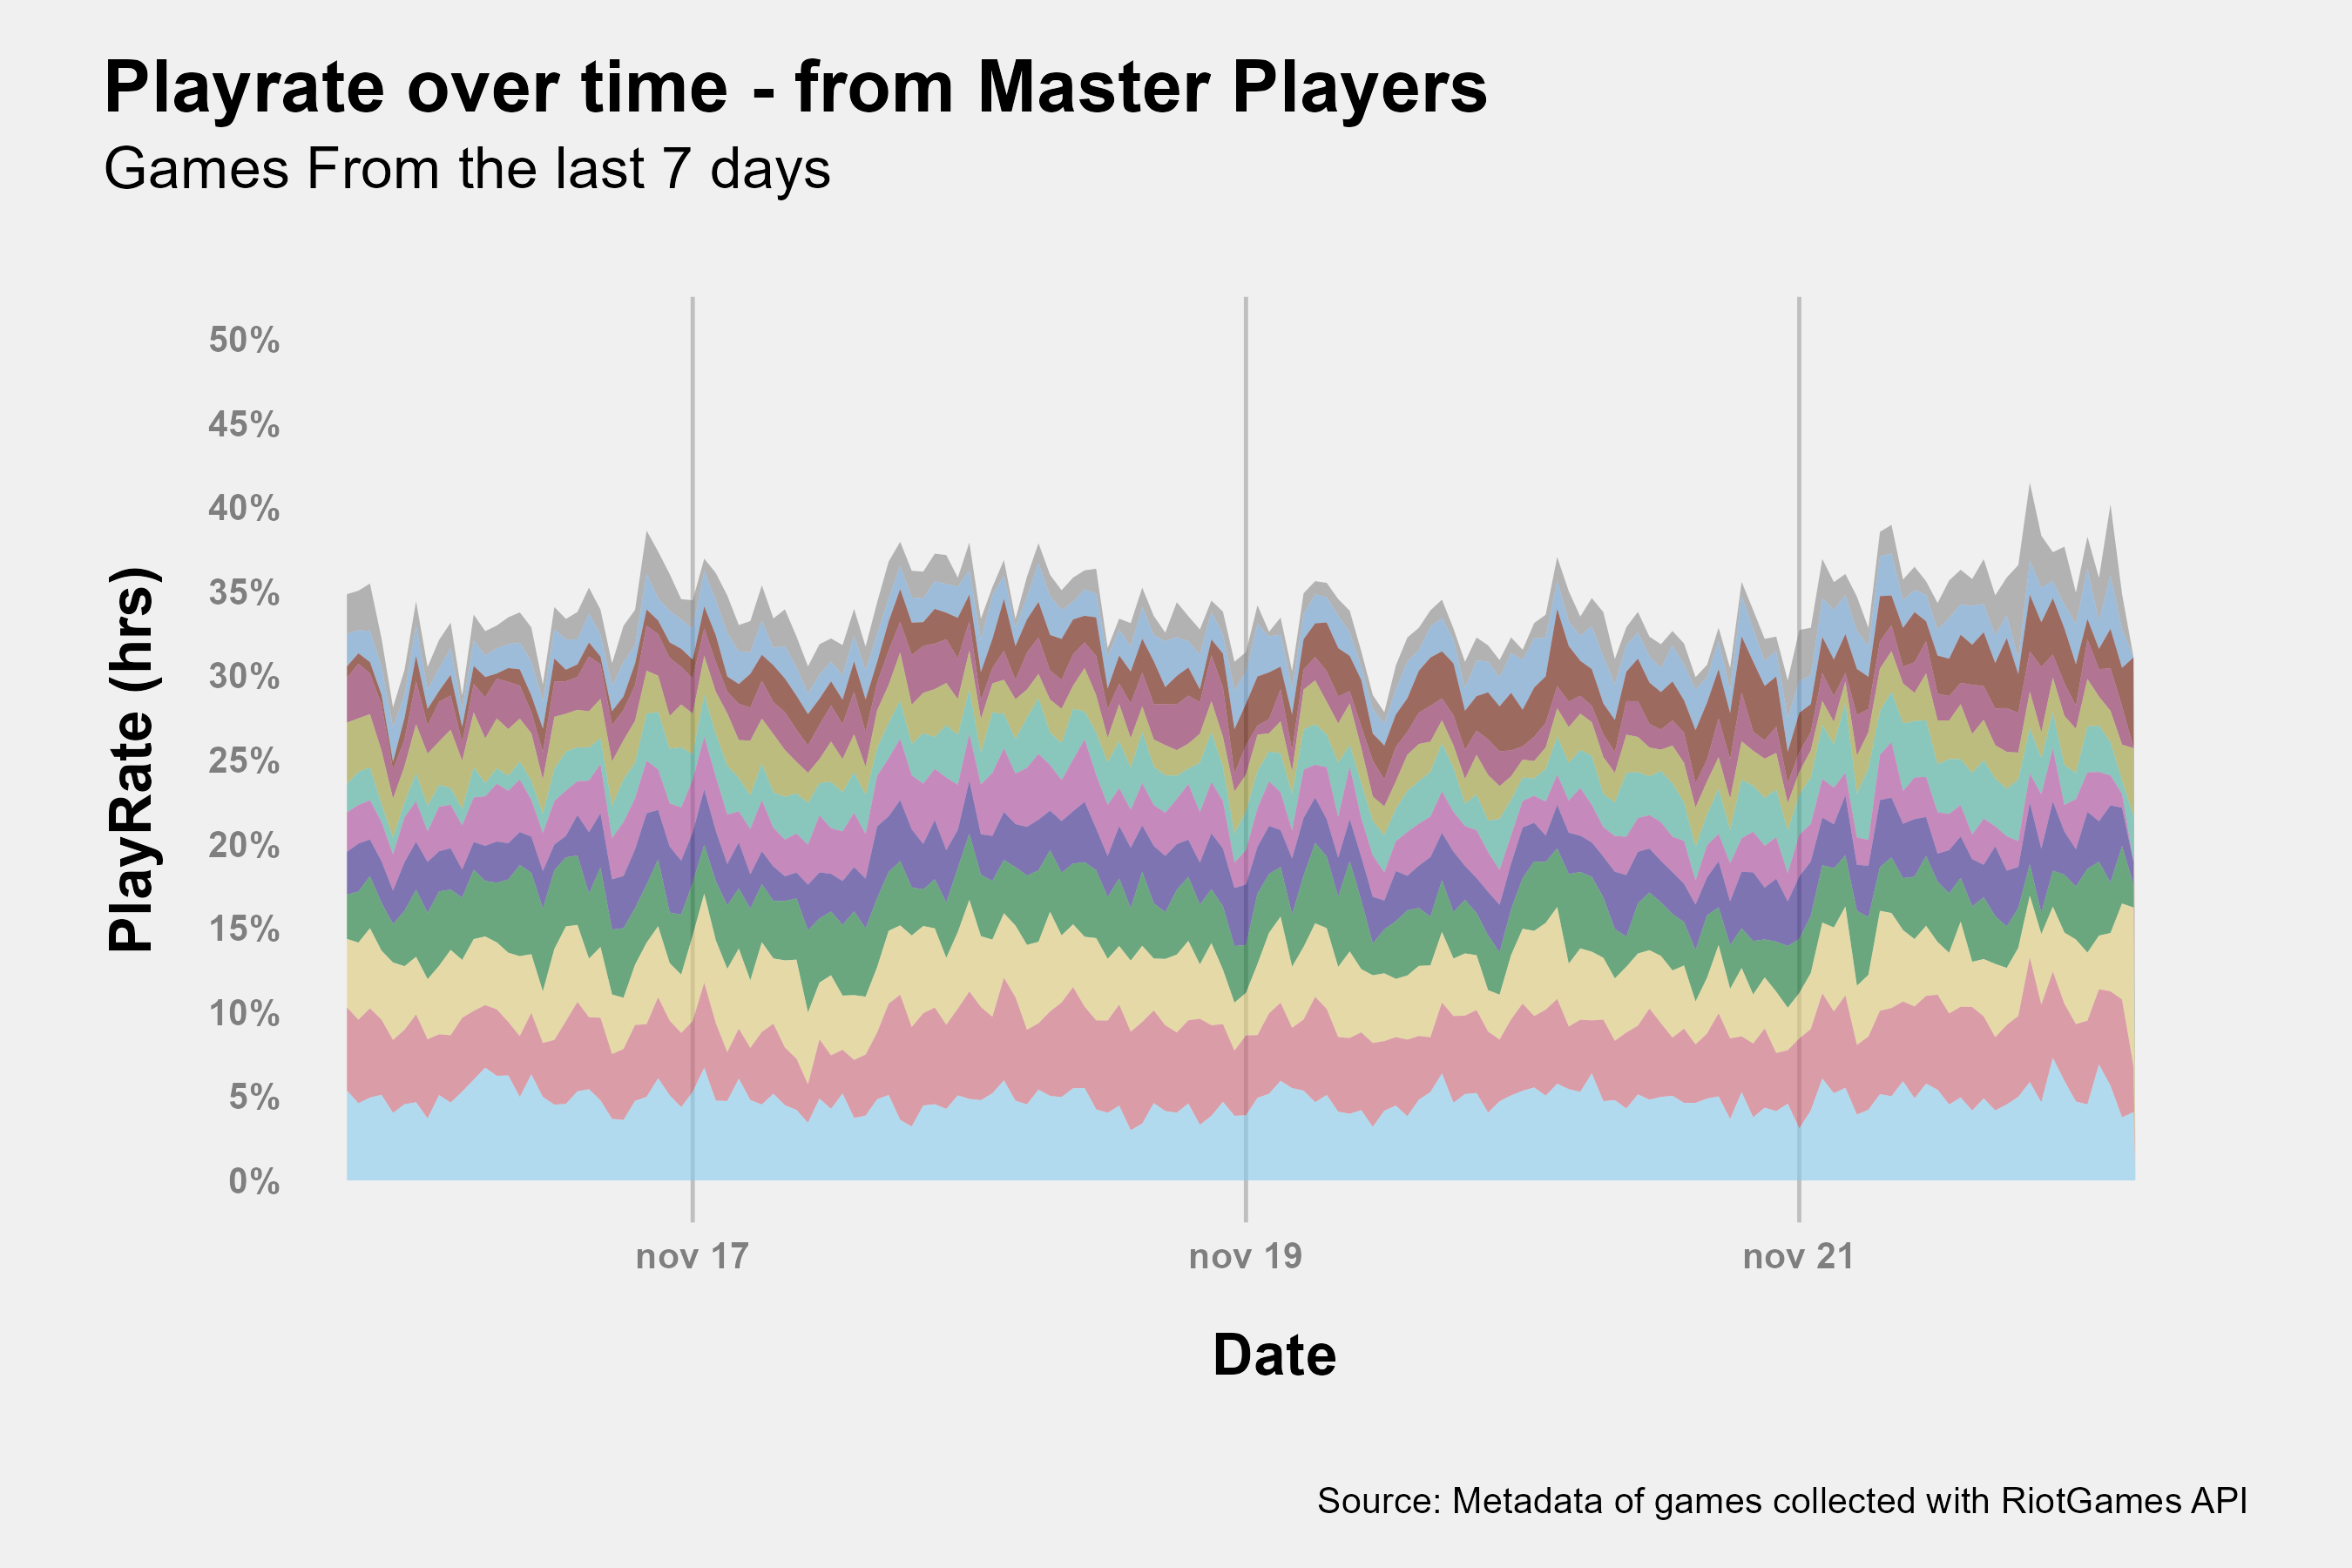 Playrate over time - from Master Players
Games From the last 7 days
50%
45%
40%
35%
30%
25%
20%
15%
10%
5%
0%
PlayRate (hrs)
nov 17
nov 19
nov 21
Date
Source: Metadata of games collected with RiotGames API